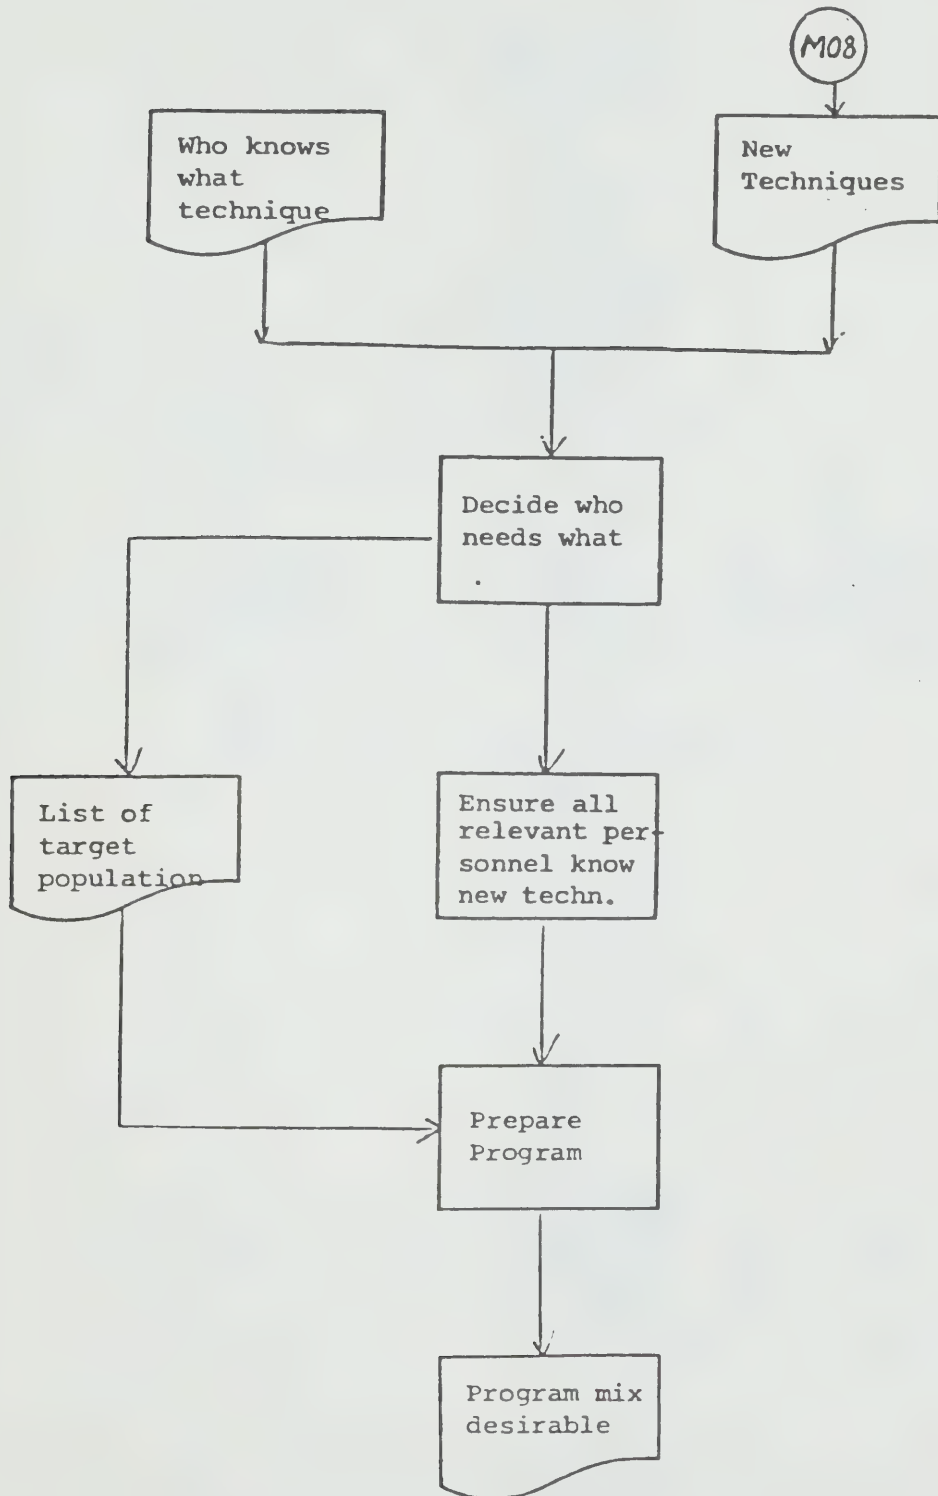 M08
Who knows
what
technique
New
Techniques
Decide who
needs what
List of
target
population
Ensure all
relevant per-
sonnel know
new techn.
Prepare
Program
Program mix
desirable